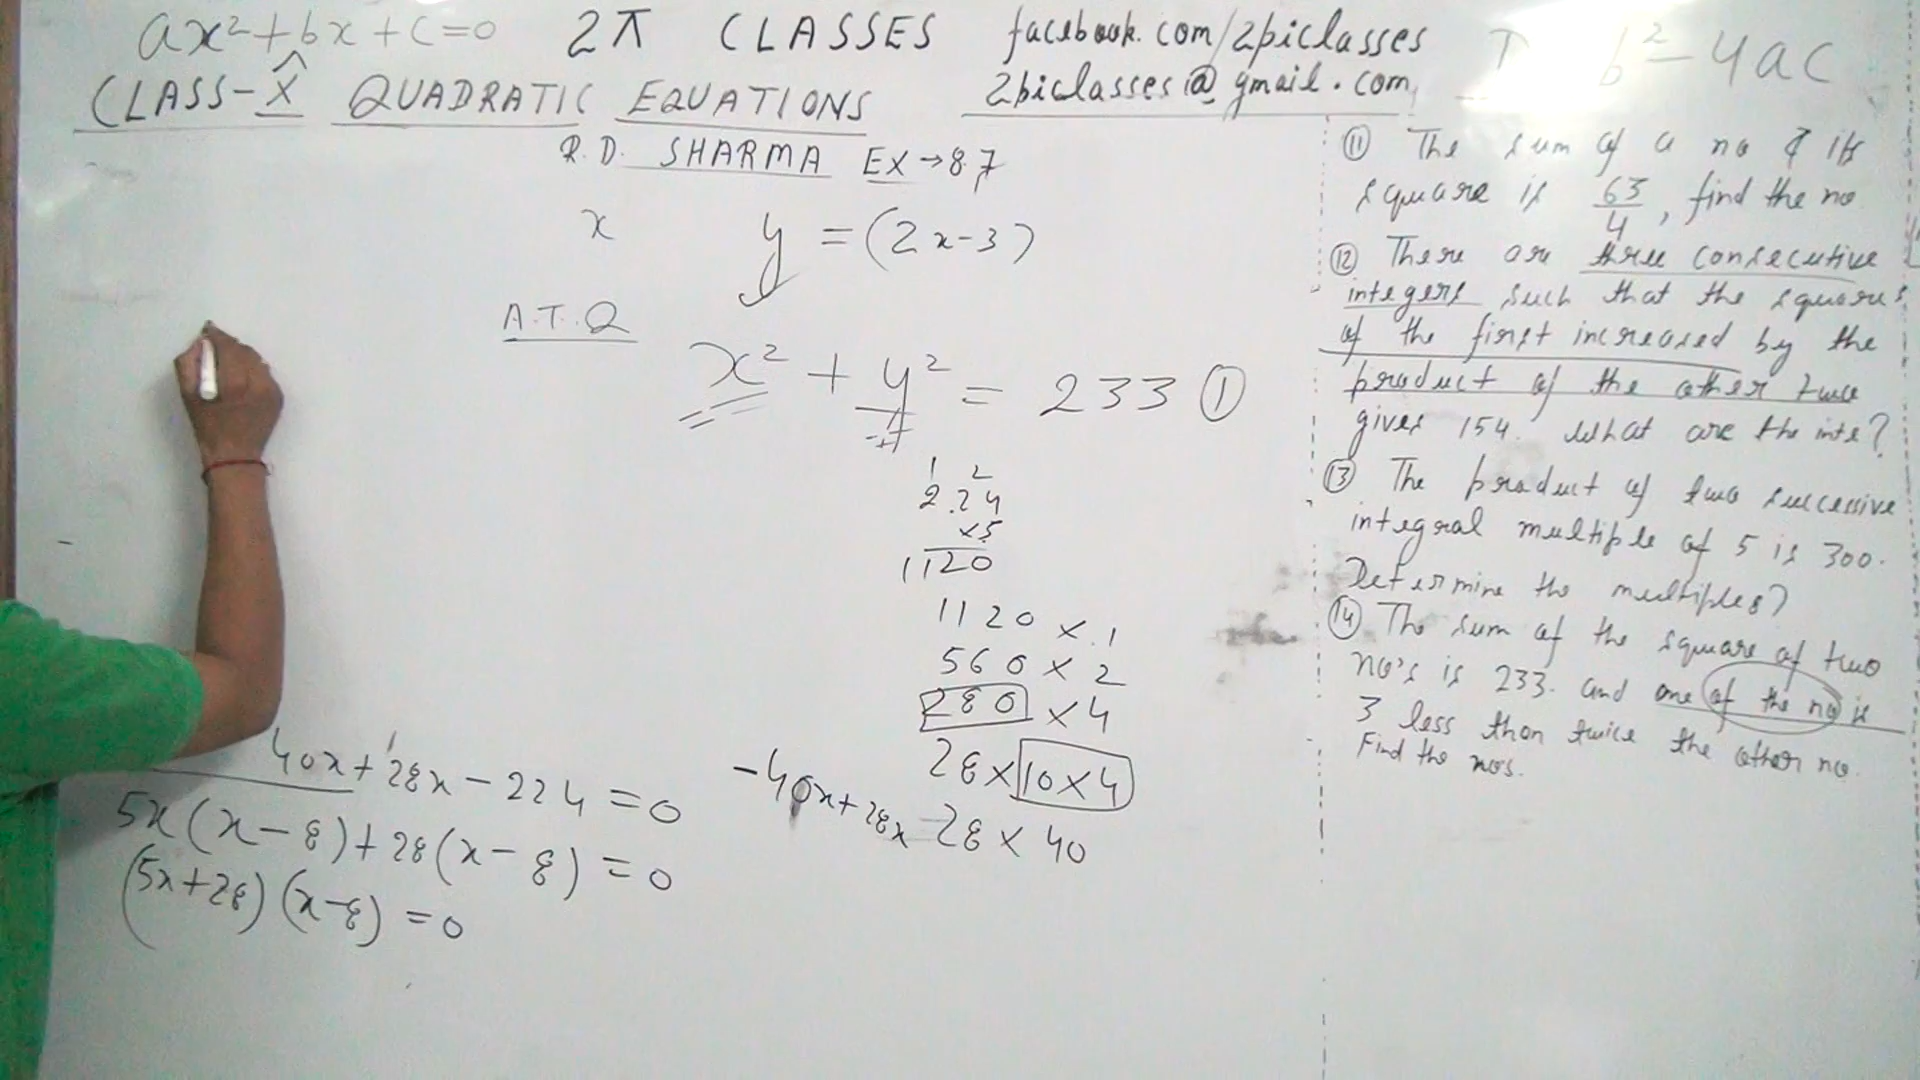 ax²+bx+c=0
2π CLASSES
facebook.com/2piclasses
D b²-4ac
CLASS-X QUADRATIC EQUATIONS
2piclasses@gmail.com
R.D. SHARMA EX→8.7
x y = (2x-3)
A.T.Q
x² + y² = 233 ①
1 2
2 24
×5
1120
1120 × 1
560 × 2
280 × 4
28×10×4
28 × 40
-40x+28x
40x+28x-224=0
5x(x-8)+28(x-8)=0
(5x+28)(x-8)=0
⑪ The sum of a no & its
square is 63/4, find the no
⑫ There are three consecutive
integers such that the square
of the first increased by the
product of the other two
gives 154. What are the ints?
⑬ The product of two successive
integral multiple of 5 is 300.
Determine the multiples?
⑭ The sum of the square of two
no's is 233. and one of the no is
3 less than twice the other no.
Find the nos.